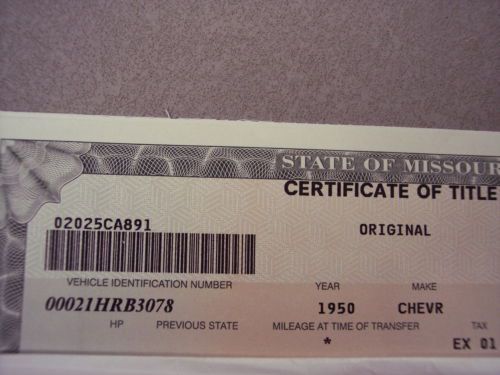 STATE OF MISSOUR
CERTIFICATE OF TITLE
02025CA891
ORIGINAL
VEHICLE IDENTIFICATION NUMBER YEAR MAKE
00021HRB3078 1950 CHEVR
HP PREVIOUS STATE MILEAGE AT TIME OF TRANSFER TAX
* EX 01